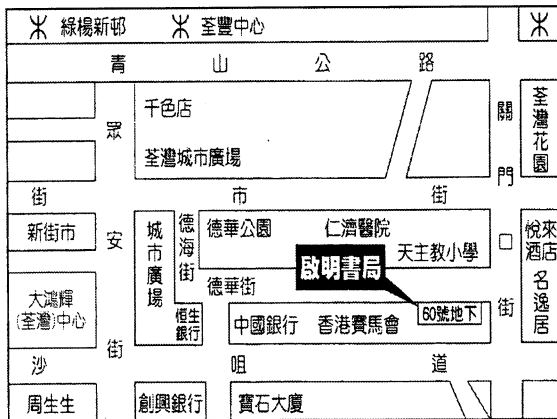 綠楊新邨 荃豐中心
青山公路
千色店
荃灣城市廣場
關門口街
荃灣花園
眾安街
街市街
新街市
城市廣場
德海街
德華公園 仁濟醫院
天主教小學
悅來酒店
名逸居
啟明書局
德華街
大鴻輝
(荃灣)中心
恒生銀行
60號地下
中國銀行 香港賽馬會
沙咀道
周生生
創興銀行
寶石大廈